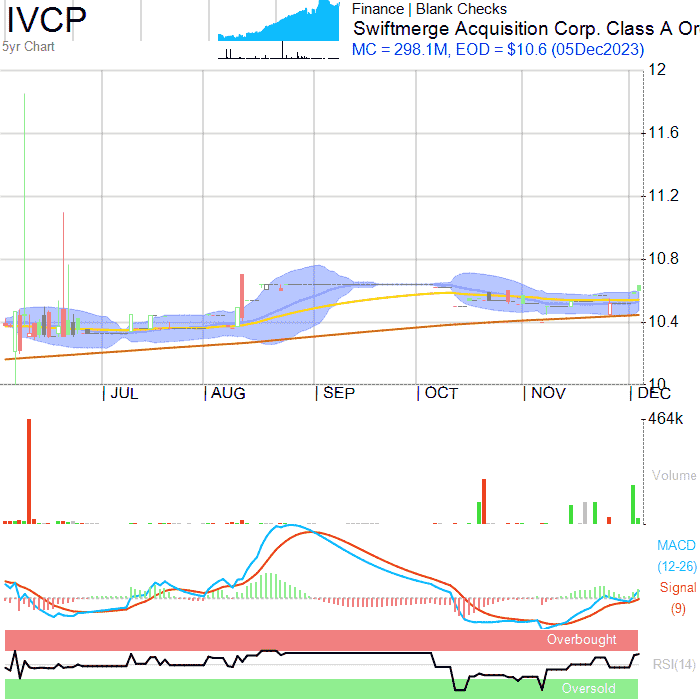 IVCP
5yr Chart
Finance | Blank Checks
Swiftmerge Acquisition Corp. Class A Or
MC = 298.1M, EOD = $10.6 (05Dec2023)
12
11.6
11.2
10.8
10.4
10
JUL
AUG
SEP
OCT
NOV
DEC
464k
Volume
MACD
(12-26)
Signal
(9)
Overbought
RSI(14)
Oversold